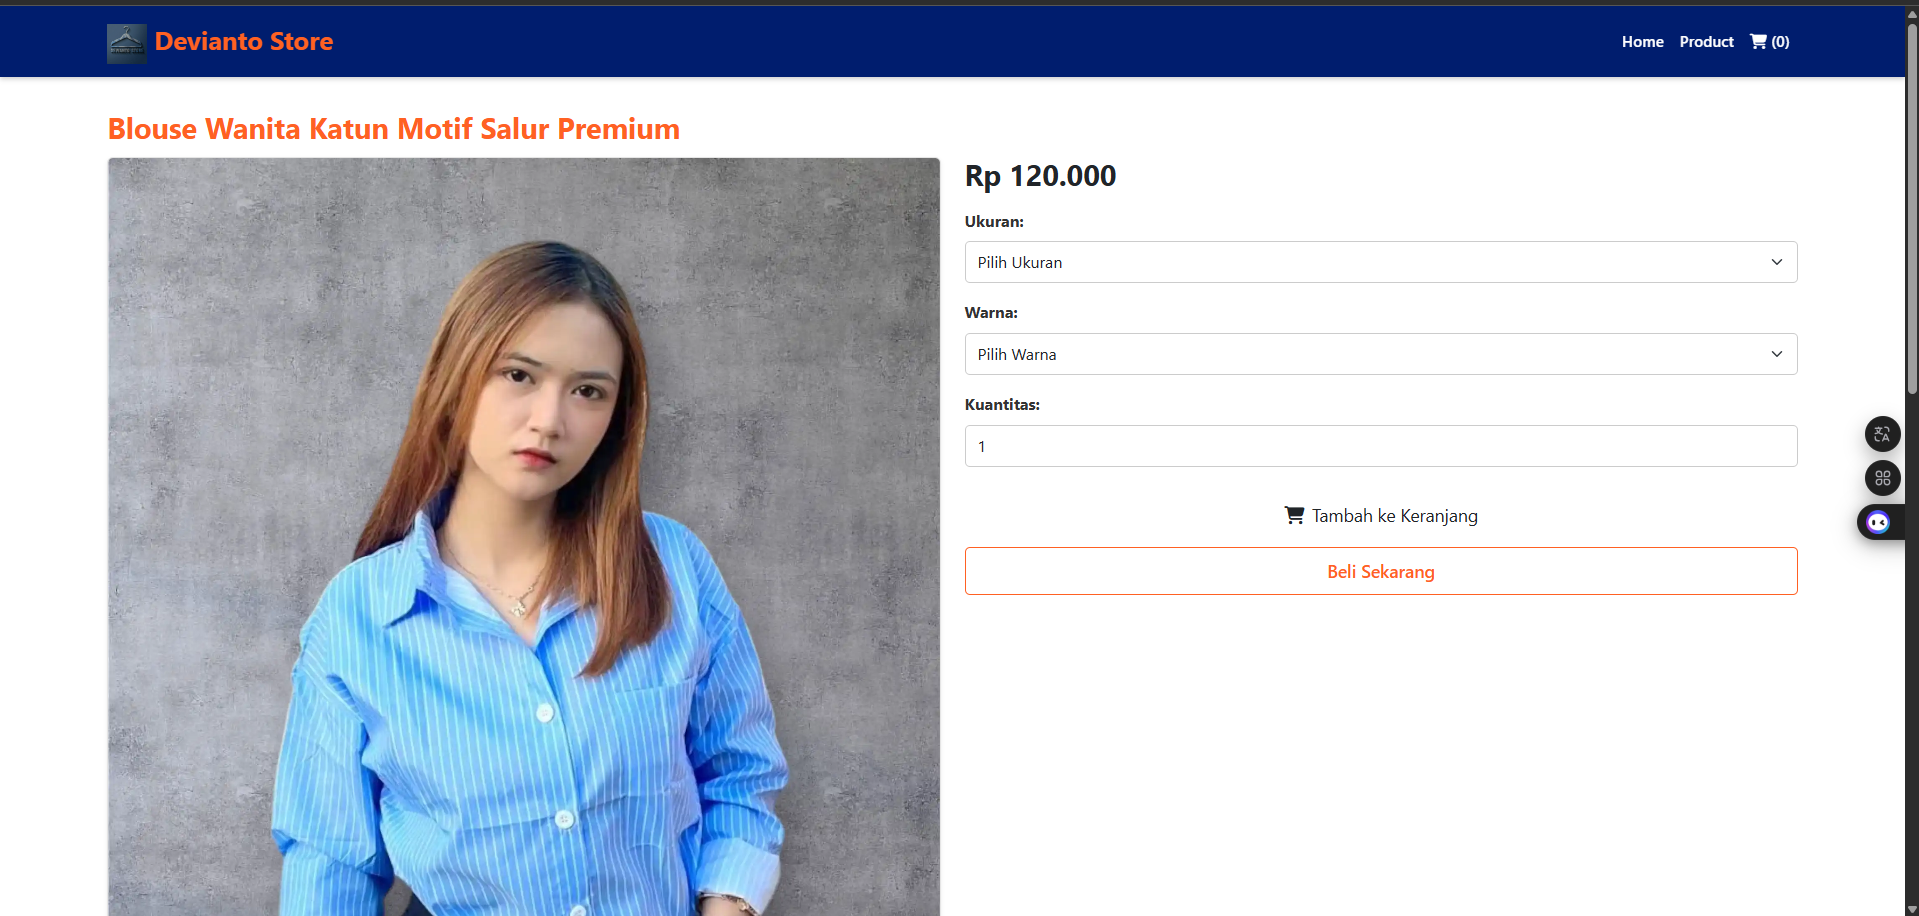 Devianto Store
Home Product (0)
Blouse Wanita Katun Motif Salur Premium
Rp 120.000
Ukuran:
Pilih Ukuran
Warna:
Pilih Warna
Kuantitas:
1
Tambah ke Keranjang
Beli Sekarang